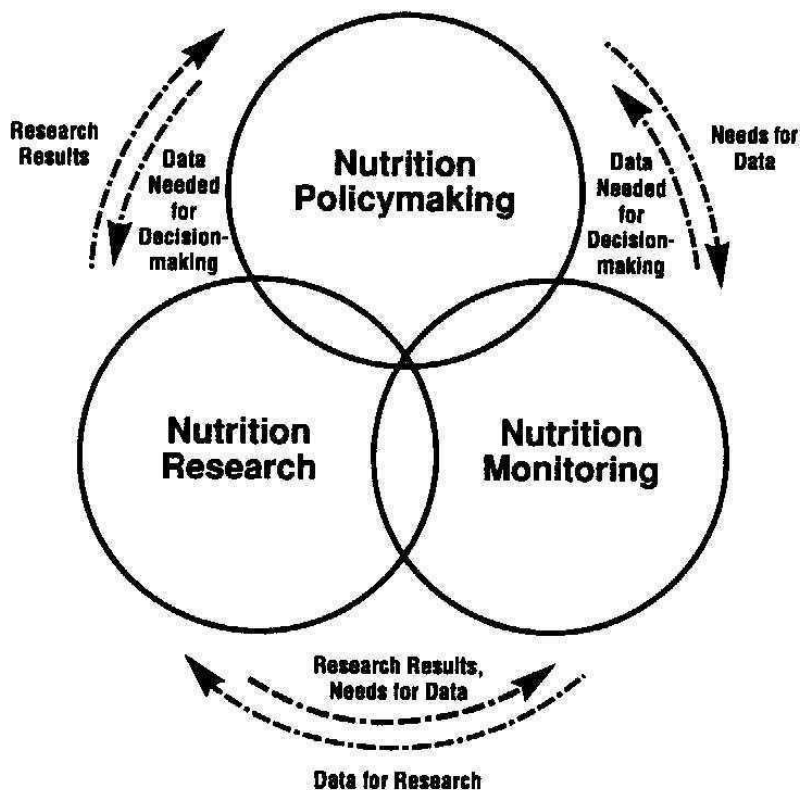 Research
Results
Data
Needed
for
Decision-
making
Nutrition
Policymaking
Data
Needed
for
Decision-
making
Needs for
Data
Nutrition
Research
Nutrition
Monitoring
Research Results,
Needs for Data
Data for Research